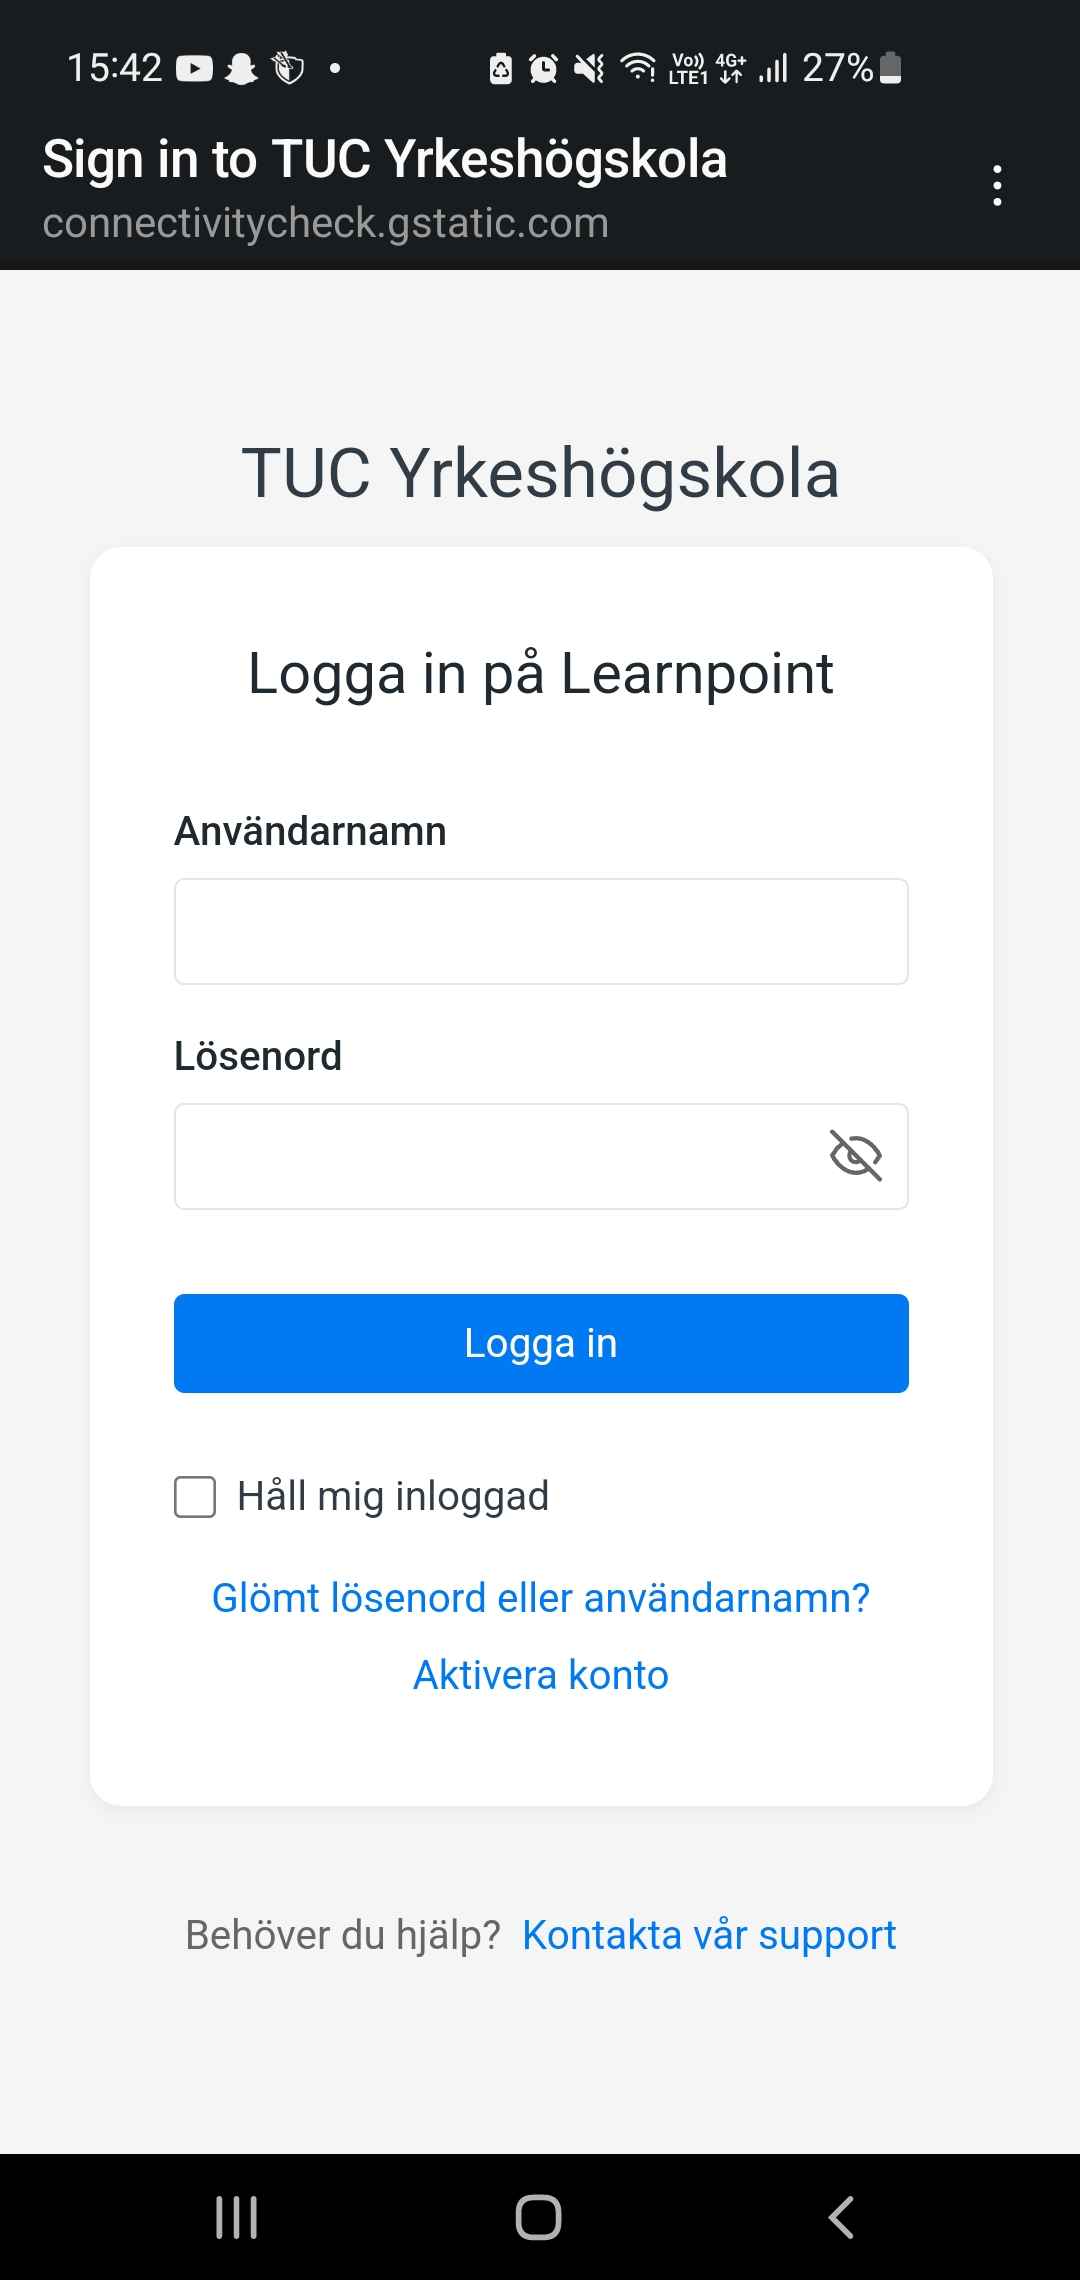 15:42
Vo)) 4G+
LTE1
27%
Sign in to TUC Yrkeshögskola
connectivitycheck.gstatic.com
TUC Yrkeshögskola
Logga in på Learnpoint
Användarnamn
Lösenord
Logga in
Håll mig inloggad
Glömt lösenord eller användarnamn?
Aktivera konto
Behöver du hjälp? Kontakta vår support